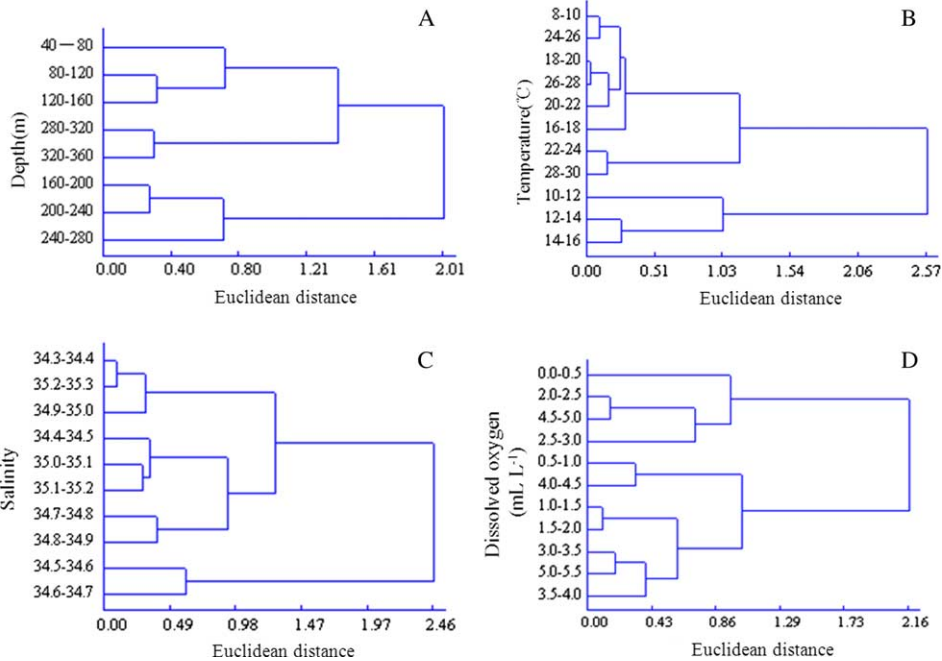 A
Depth(m)
40—80
80-120
120-160
280-320
320-360
160-200
200-240
240-280
0.00 0.40 0.80 1.21 1.61 2.01
Euclidean distance
B
Temperature(℃)
8-10
24-26
18-20
26-28
20-22
16-18
22-24
28-30
10-12
12-14
14-16
0.00 0.51 1.03 1.54 2.06 2.57
Euclidean distance
C
Salinity
34.3-34.4
35.2-35.3
34.9-35.0
34.4-34.5
35.0-35.1
35.1-35.2
34.7-34.8
34.8-34.9
34.5-34.6
34.6-34.7
0.00 0.49 0.98 1.47 1.97 2.46
Euclidean distance
D
Dissolved oxygen
(mL L-1)
0.0-0.5
2.0-2.5
4.5-5.0
2.5-3.0
0.5-1.0
4.0-4.5
1.0-1.5
1.5-2.0
3.0-3.5
5.0-5.5
3.5-4.0
0.00 0.43 0.86 1.29 1.73 2.16
Euclidean distance